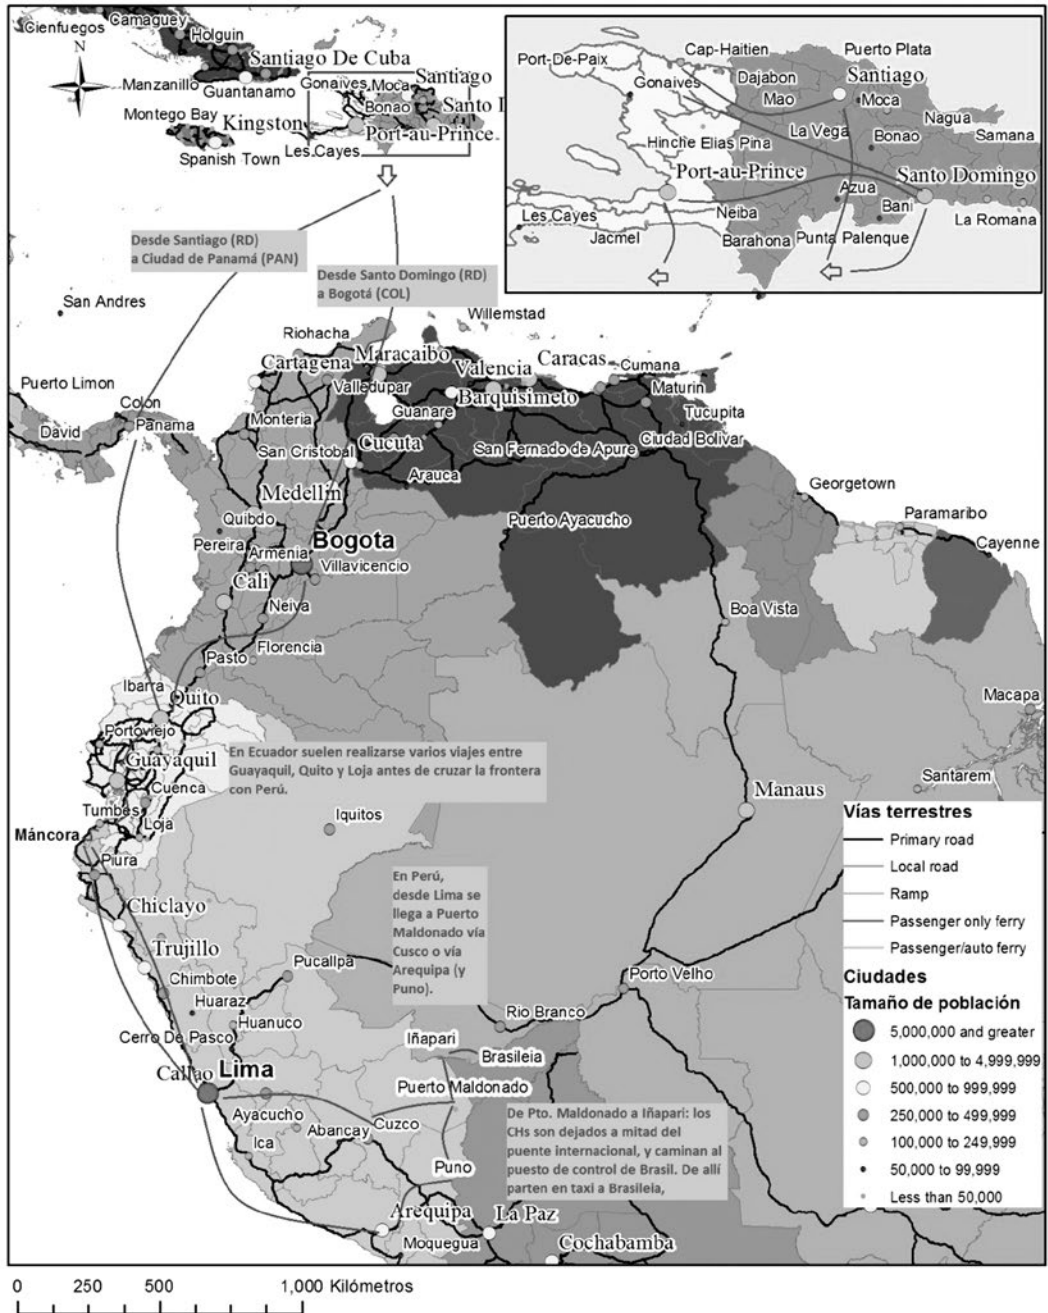 Camaguey
Cienfuegos
Holguin
N
Santiago De Cuba
Manzanillo
Guantanamo
Gonaives
Moca
Santiago
Montego Bay
Kingston
Bonao
Santo D
Port-au-Prince
Spanish Town
Les Cayes
Port-De-Paix
Cap-Haitien
Puerto Plata
Gonaives
Dajabon
Santiago
Mao
Moca
Nagua
La Vega
Bonao
Samana
Hinche
Elias Pina
Port-au-Prince
Santo Domingo
Azua
Bani
Les Cayes
Neiba
La Romana
Jacmel
Barahona
Punta Palenque
Desde Santiago (RD)
a Ciudad de Panamá (PAN)
Desde Santo Domingo (RD)
a Bogotá (COL)
San Andres
Willemstad
Riohacha
Cartagena
Maracaibo
Valencia
Caracas
Cumana
Puerto Limon
Valledupar
Barquisimeto
Maturin
Colón
Guanare
Tucupita
David
Panama
Monteria
Cucuta
Ciudad Bolivar
San Cristobal
San Fernado de Apure
Arauca
Medellín
Georgetown
Quibdo
Puerto Ayacucho
Paramaribo
Pereira
Armenia
Bogota
Cayenne
Villavicencio
Cali
Neiva
Boa Vista
Florencia
Pasto
Ibarra
Quito
Macapa
Portoviejo
En Ecuador suelen realizarse varios viajes entre
Guayaquil, Quito y Loja antes de cruzar la frontera
con Perú.
Guayaquil
Cuenca
Santarem
Manaus
Tumbes
Loja
Iquitos
Máncora
Piura
Chiclayo
En Perú,
desde Lima se
llega a Puerto
Maldonado vía
Cusco o vía
Arequipa (y
Puno).
Trujillo
Pucallpa
Chimbote
Porto Velho
Huaraz
Rio Branco
Huanuco
Cerro De Pasco
Iñapari
Brasileia
Callao
Lima
Puerto Maldonado
Ayacucho
Cuzco
Abancay
Ica
Puno
De Pto. Maldonado a Iñapari: los
CHs son dejados a mitad del
puente internacional, y caminan al
puesto de control de Brasil. De allí
parten en taxi a Brasileia,
Arequipa
La Paz
Moquegua
Cochabamba
Vías terrestres
Primary road
Local road
Ramp
Passenger only ferry
Passenger/auto ferry
Ciudades
Tamaño de población
5,000,000 and greater
1,000,000 to 4,999,999
500,000 to 999,999
250,000 to 499,999
100,000 to 249,999
50,000 to 99,999
Less than 50,000
0 250 500 1,000 Kilómetros